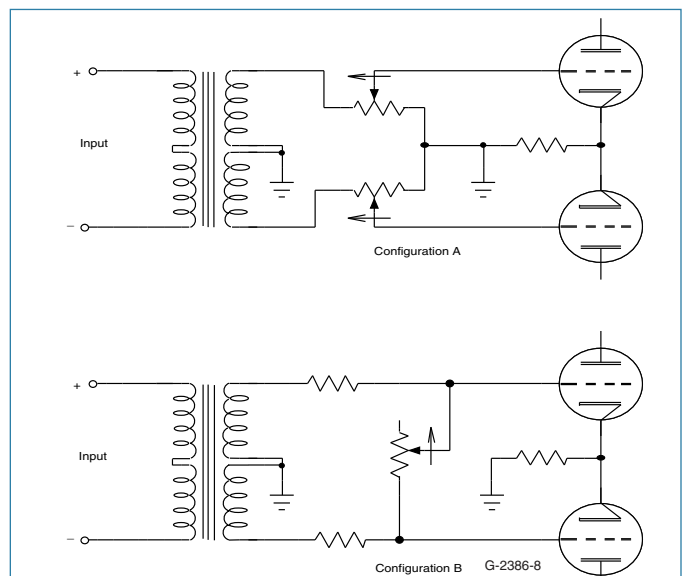 +
Input
−
Configuration A
+
Input
−
Configuration B G-2386-8